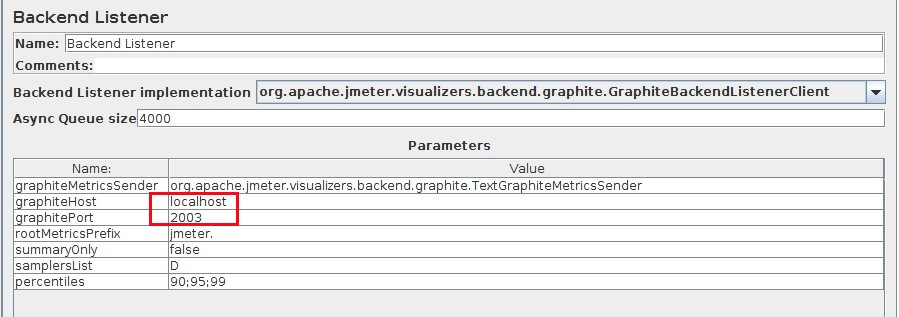 Backend Listener
Name: Backend Listener
Comments:
Backend Listener implementation org.apache.jmeter.visualizers.backend.graphite.GraphiteBackendListenerClient
Async Queue size 4000
Parameters
Name: Value
graphiteMetricsSender org.apache.jmeter.visualizers.backend.graphite.TextGraphiteMetricsSender
graphiteHost localhost
graphitePort 2003
rootMetricsPrefix jmeter.
summaryOnly false
samplersList D
percentiles 90;95;99